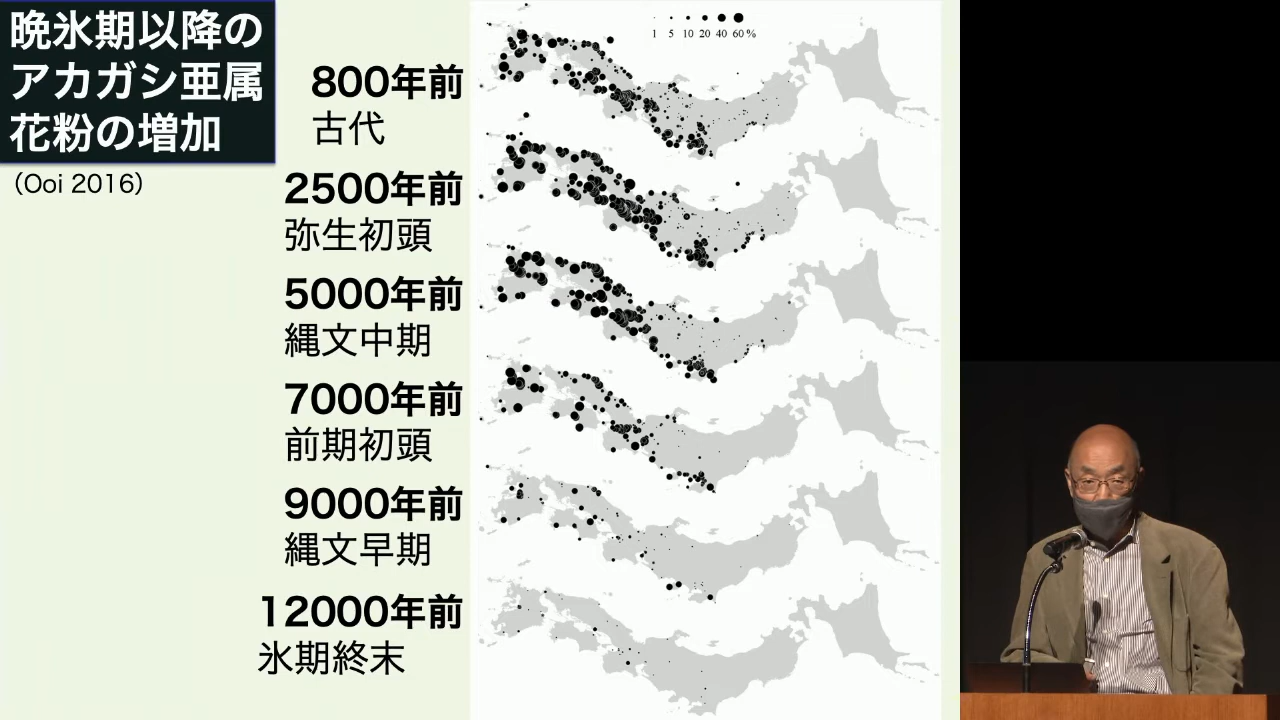 晩氷期以降の
アカガシ亜属
花粉の増加
（Ooi 2016）
1 5 10 20 40 60%
800年前
古代
2500年前
弥生初頭
5000年前
縄文中期
7000年前
前期初頭
9000年前
縄文早期
12000年前
氷期終末